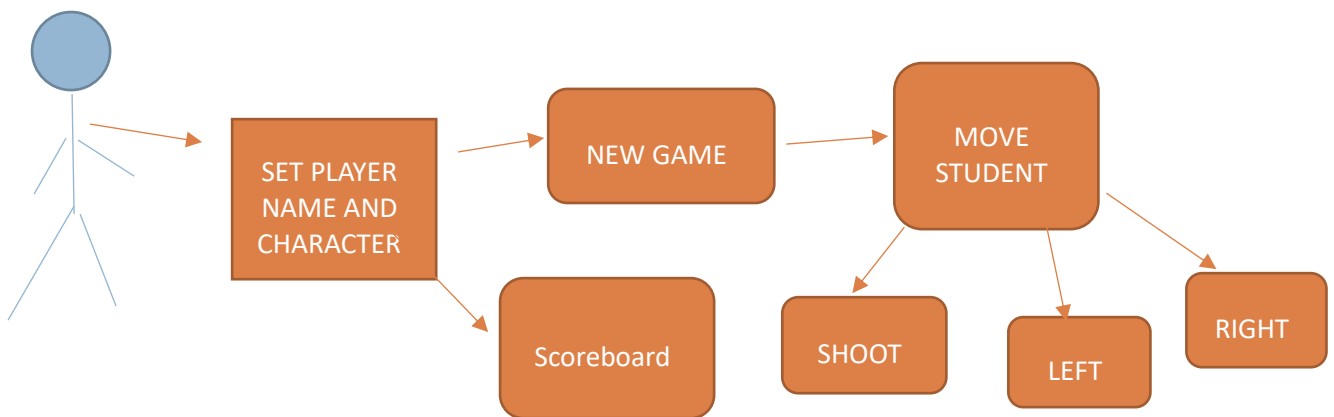 SET PLAYER
NAME AND
CHARACTER
NEW GAME
MOVE
STUDENT
Scoreboard
SHOOT
LEFT
RIGHT